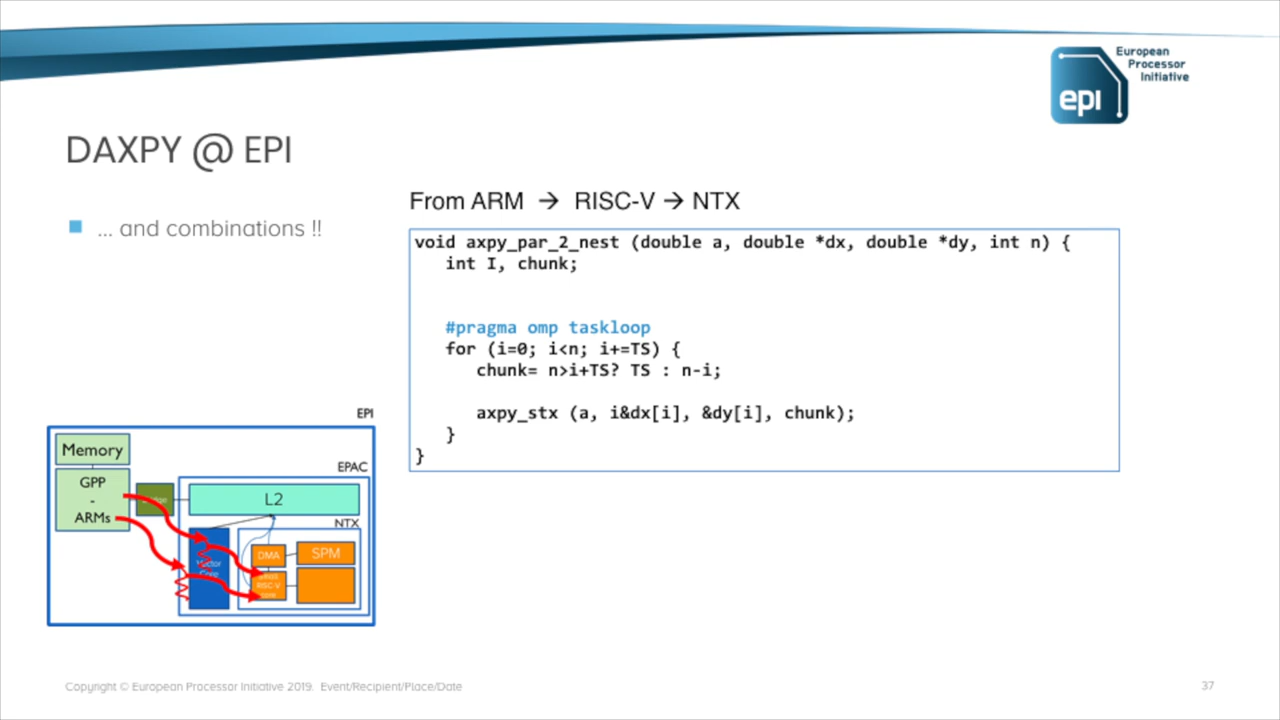 European
Processor
Initiative
epi
DAXPY @ EPI
... and combinations !!
From ARM → RISC-V → NTX
void axpy_par_2_nest (double a, double *dx, double *dy, int n) {
int I, chunk;
#pragma omp taskloop
for (i=0; i<n; i+=TS) {
chunk= n>i+TS? TS : n-i;
axpy_stx (a, i&dx[i], &dy[i], chunk);
}
}
EPI
Memory
EPAC
GPP
-
ARMs
L2
NTX
DMA
SPM
RISC-V
Copyright © European Processor Initiative 2019. Event/Recipient/Place/Date
37